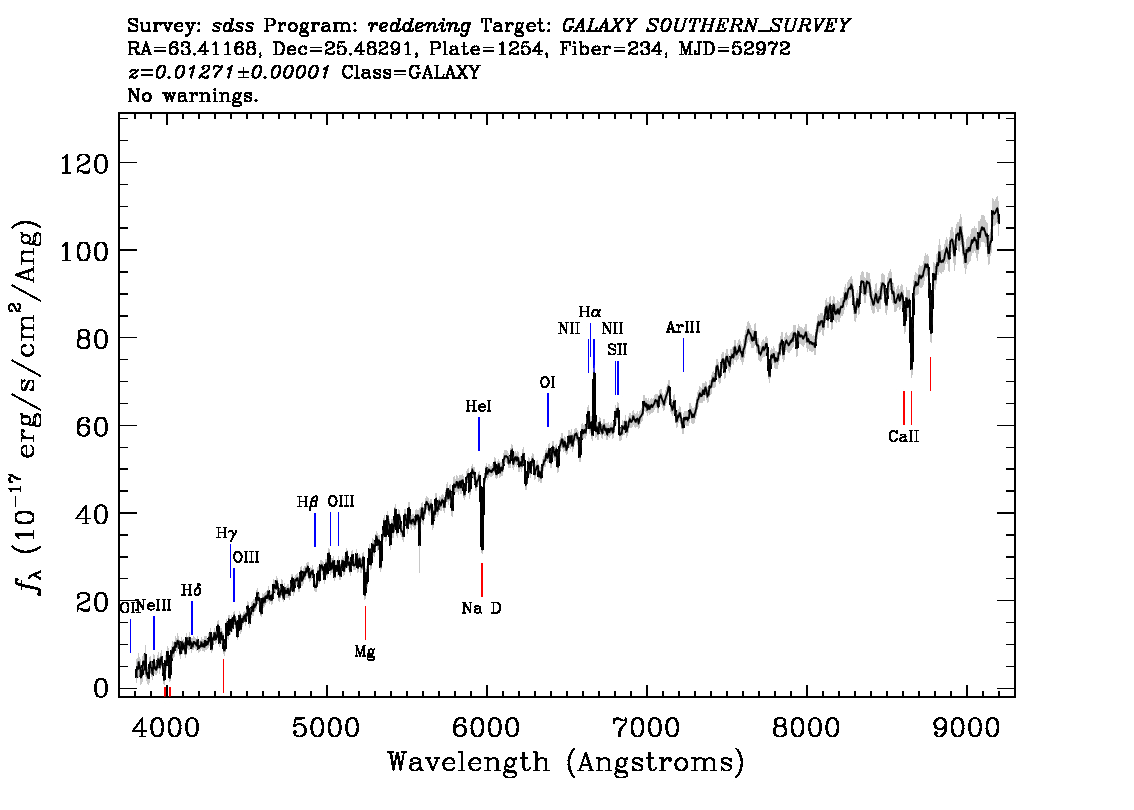 Survey: sdss Program: reddening Target: GALAXY SOUTHERN_SURVEY
RA=63.41168, Dec=25.48291, Plate=1254, Fiber=234, MJD=52972
z=0.01271±0.00001 Class=GALAXY
No warnings.
120
100
80
60
40
20
0
f_λ (10^−17 erg/s/cm^2/Ang)
Hα
NII NII
ArIII
SII
OI
HeI
Hβ OIII
Hγ
OIII
Hδ
OII NeIII
Na D
Mg
CaII
4000 5000 6000 7000 8000 9000
Wavelength (Angstroms)